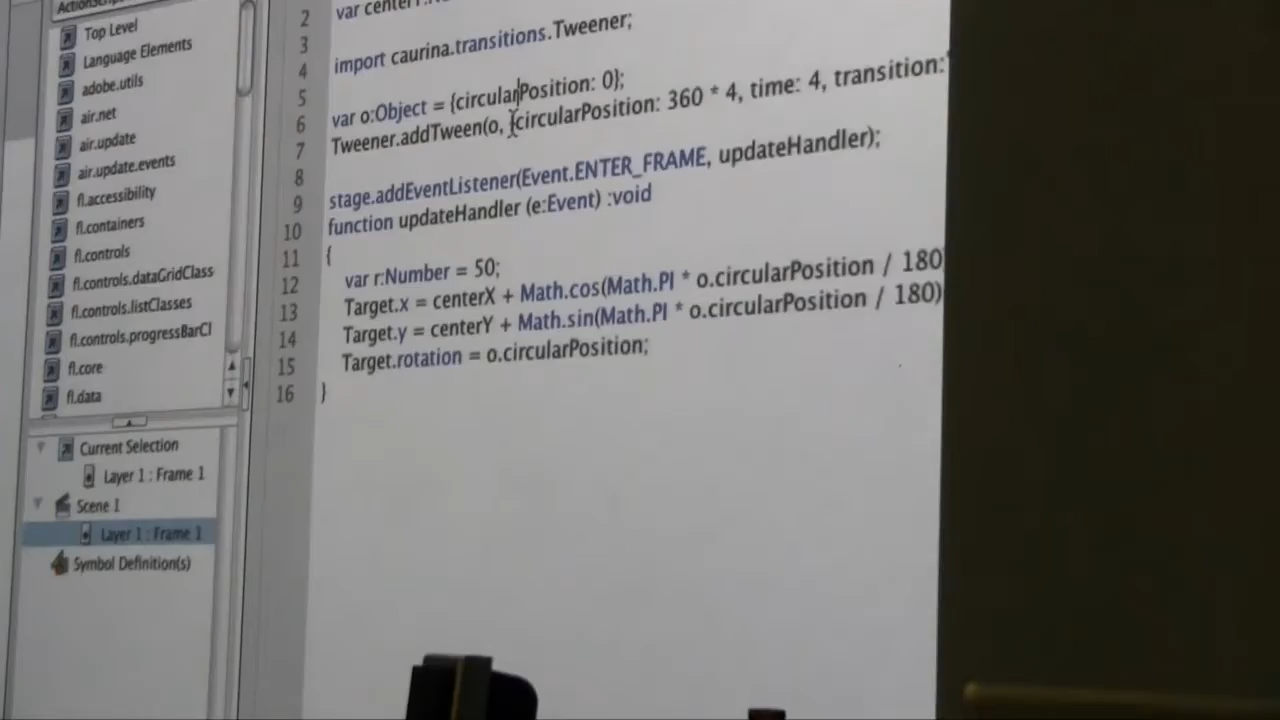 Top Level
Language Elements
adobe.utils
air.net
air.update
air.update.events
fl.accessibility
fl.containers
fl.controls
fl.controls.dataGridClass
fl.controls.listClasses
fl.controls.progressBarCl
fl.core
fl.data
Current Selection
Layer 1 : Frame 1
Scene 1
Layer 1 : Frame 1
Symbol Definition(s)
2 var
3
4 import caurina.transitions.Tweener;
5
6 var o:Object = {circularPosition: 0};
7 Tweener.addTween(o, {circularPosition: 360 * 4, time: 4, transition:
8
9 stage.addEventListener(Event.ENTER_FRAME, updateHandler);
10 function updateHandler (e:Event) :void
11 {
12 var r:Number = 50;
13 Target.x = centerX + Math.cos(Math.PI * o.circularPosition / 180
14 Target.y = centerY + Math.sin(Math.PI * o.circularPosition / 180)
15 Target.rotation = o.circularPosition;
16 }